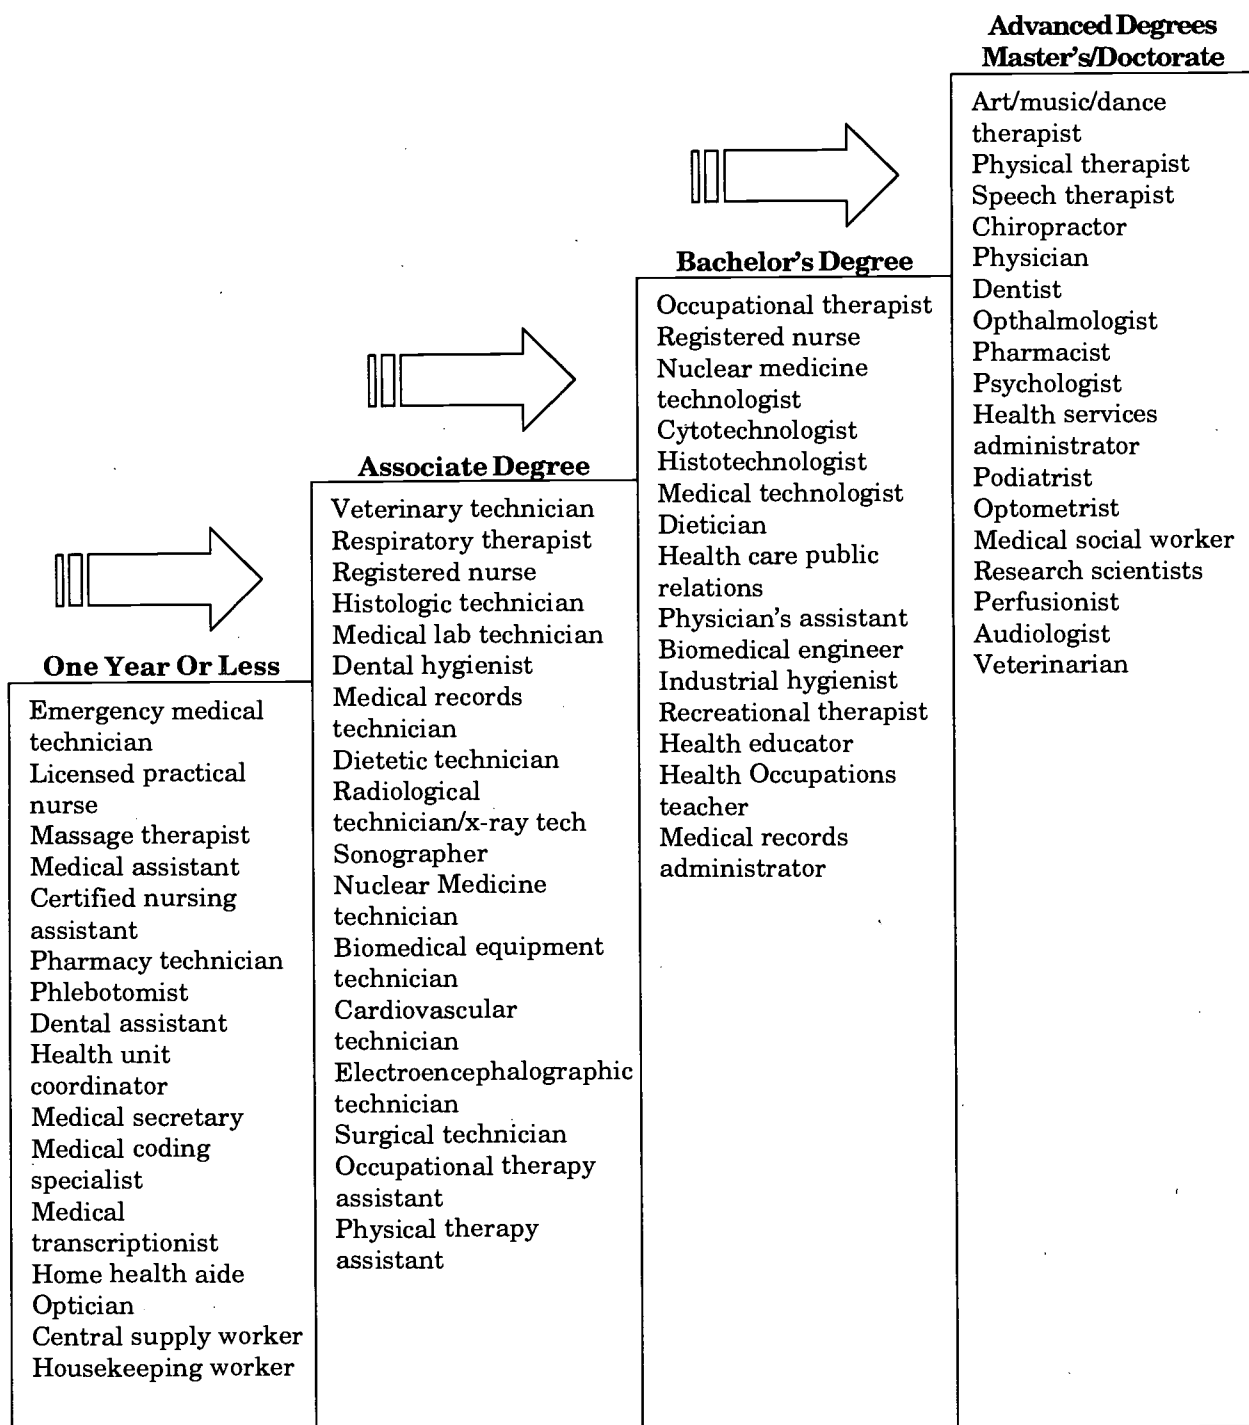 One Year Or Less
Emergency medical
technician
Licensed practical
nurse
Massage therapist
Medical assistant
Certified nursing
assistant
Pharmacy technician
Phlebotomist
Dental assistant
Health unit
coordinator
Medical secretary
Medical coding
specialist
Medical
transcriptionist
Home health aide
Optician
Central supply worker
Housekeeping worker
Associate Degree
Veterinary technician
Respiratory therapist
Registered nurse
Histologic technician
Medical lab technician
Dental hygienist
Medical records
technician
Dietetic technician
Radiological
technician/x-ray tech
Sonographer
Nuclear Medicine
technician
Biomedical equipment
technician
Cardiovascular
technician
Electroencephalographic
technician
Surgical technician
Occupational therapy
assistant
Physical therapy
assistant
Bachelor's Degree
Occupational therapist
Registered nurse
Nuclear medicine
technologist
Cytotechnologist
Histotechnologist
Medical technologist
Dietician
Health care public
relations
Physician's assistant
Biomedical engineer
Industrial hygienist
Recreational therapist
Health educator
Health Occupations
teacher
Medical records
administrator
Advanced Degrees
Master's/Doctorate
Art/music/dance
therapist
Physical therapist
Speech therapist
Chiropractor
Physician
Dentist
Opthalmologist
Pharmacist
Psychologist
Health services
administrator
Podiatrist
Optometrist
Medical social worker
Research scientists
Perfusionist
Audiologist
Veterinarian